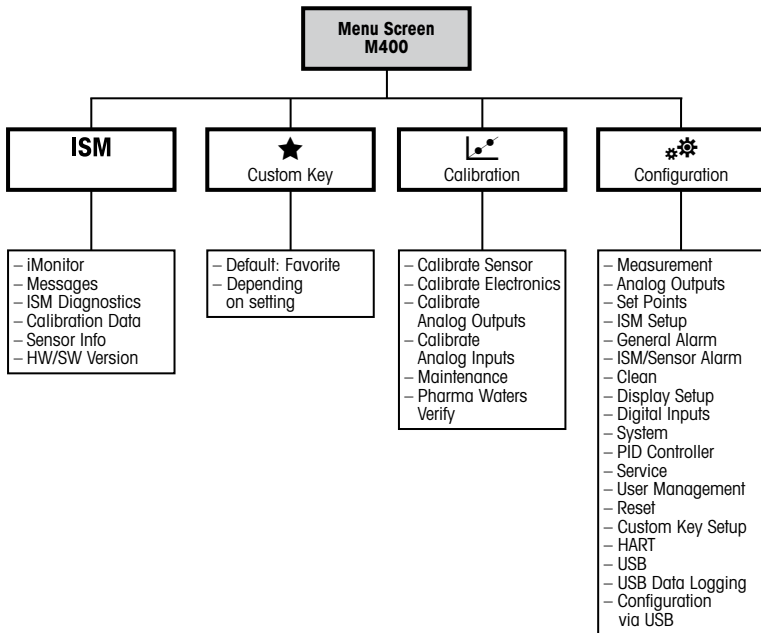 Menu Screen
M400
ISM
Custom Key
Calibration
Configuration
– iMonitor
– Messages
– ISM Diagnostics
– Calibration Data
– Sensor Info
– HW/SW Version
– Default: Favorite
– Depending
on setting
– Calibrate Sensor
– Calibrate Electronics
– Calibrate
Analog Outputs
– Calibrate
Analog Inputs
– Maintenance
– Pharma Waters
Verify
– Measurement
– Analog Outputs
– Set Points
– ISM Setup
– General Alarm
– ISM/Sensor Alarm
– Clean
– Display Setup
– Digital Inputs
– System
– PID Controller
– Service
– User Management
– Reset
– Custom Key Setup
– HART
– USB
– USB Data Logging
– Configuration
via USB